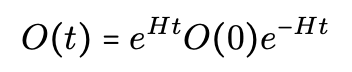 O(t) = e^{Ht}O(0)e^{-Ht}